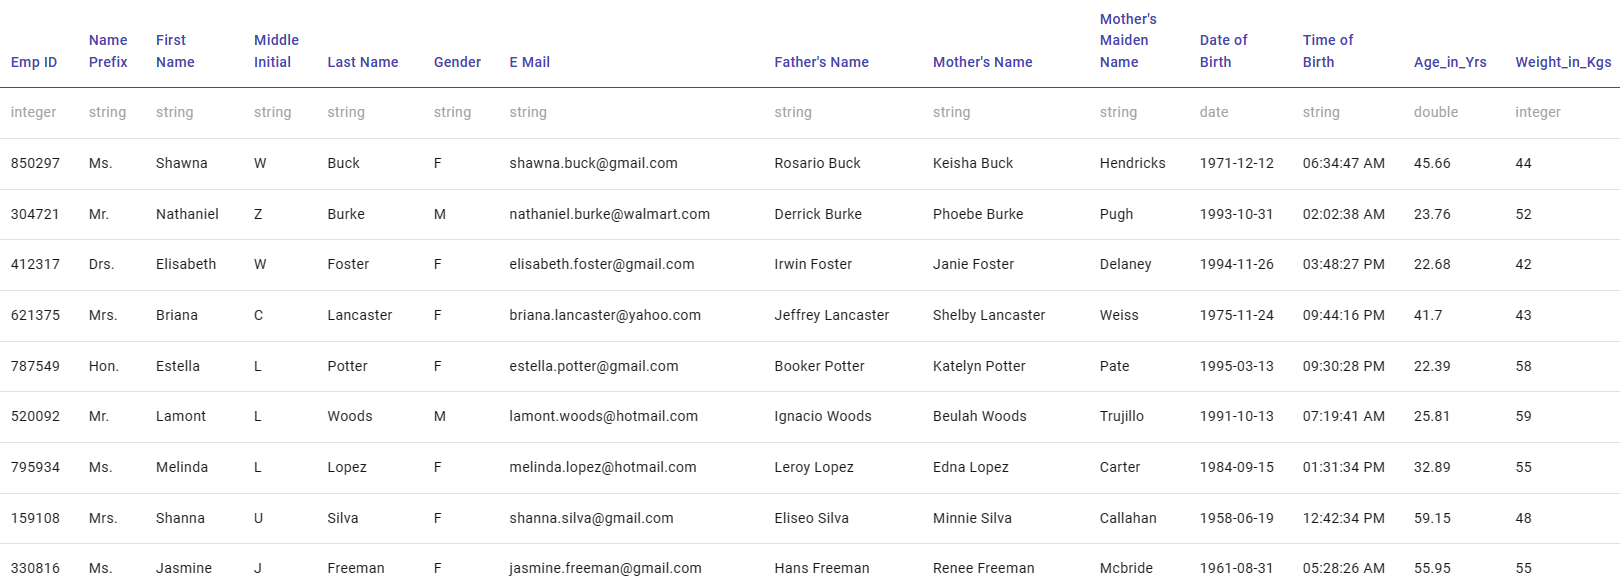 Emp ID Name Prefix First Name Middle Initial Last Name Gender E Mail Father's Name Mother's Name Mother's Maiden Name Date of Birth Time of Birth Age_in_Yrs Weight_in_Kgs
integer string string string string string string string string string date string double integer
850297 Ms. Shawna W Buck F shawna.buck@gmail.com Rosario Buck Keisha Buck Hendricks 1971-12-12 06:34:47 AM 45.66 44
304721 Mr. Nathaniel Z Burke M nathaniel.burke@walmart.com Derrick Burke Phoebe Burke Pugh 1993-10-31 02:02:38 AM 23.76 52
412317 Drs. Elisabeth W Foster F elisabeth.foster@gmail.com Irwin Foster Janie Foster Delaney 1994-11-26 03:48:27 PM 22.68 42
621375 Mrs. Briana C Lancaster F briana.lancaster@yahoo.com Jeffrey Lancaster Shelby Lancaster Weiss 1975-11-24 09:44:16 PM 41.7 43
787549 Hon. Estella L Potter F estella.potter@gmail.com Booker Potter Katelyn Potter Pate 1995-03-13 09:30:28 PM 22.39 58
520092 Mr. Lamont L Woods M lamont.woods@hotmail.com Ignacio Woods Beulah Woods Trujillo 1991-10-13 07:19:41 AM 25.81 59
795934 Ms. Melinda L Lopez F melinda.lopez@hotmail.com Leroy Lopez Edna Lopez Carter 1984-09-15 01:31:34 PM 32.89 55
159108 Mrs. Shanna U Silva F shanna.silva@gmail.com Eliseo Silva Minnie Silva Callahan 1958-06-19 12:42:34 PM 59.15 48
330816 Ms. Jasmine J Freeman F jasmine.freeman@gmail.com Hans Freeman Renee Freeman Mcbride 1961-08-31 05:28:26 AM 55.95 55